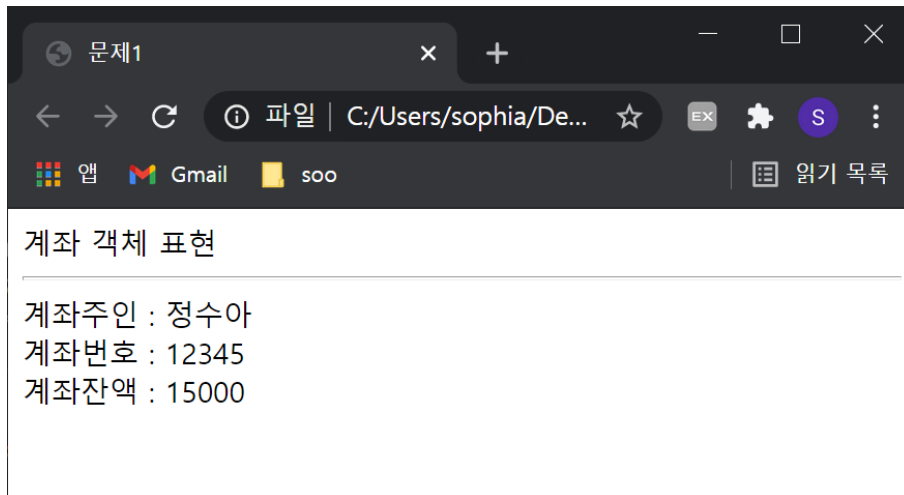 문제1
파일 C:/Users/sophia/De...
EX
S
앱 Gmail soo 읽기 목록
계좌 객체 표현
계좌주인 : 정수아
계좌번호 : 12345
계좌잔액 : 15000